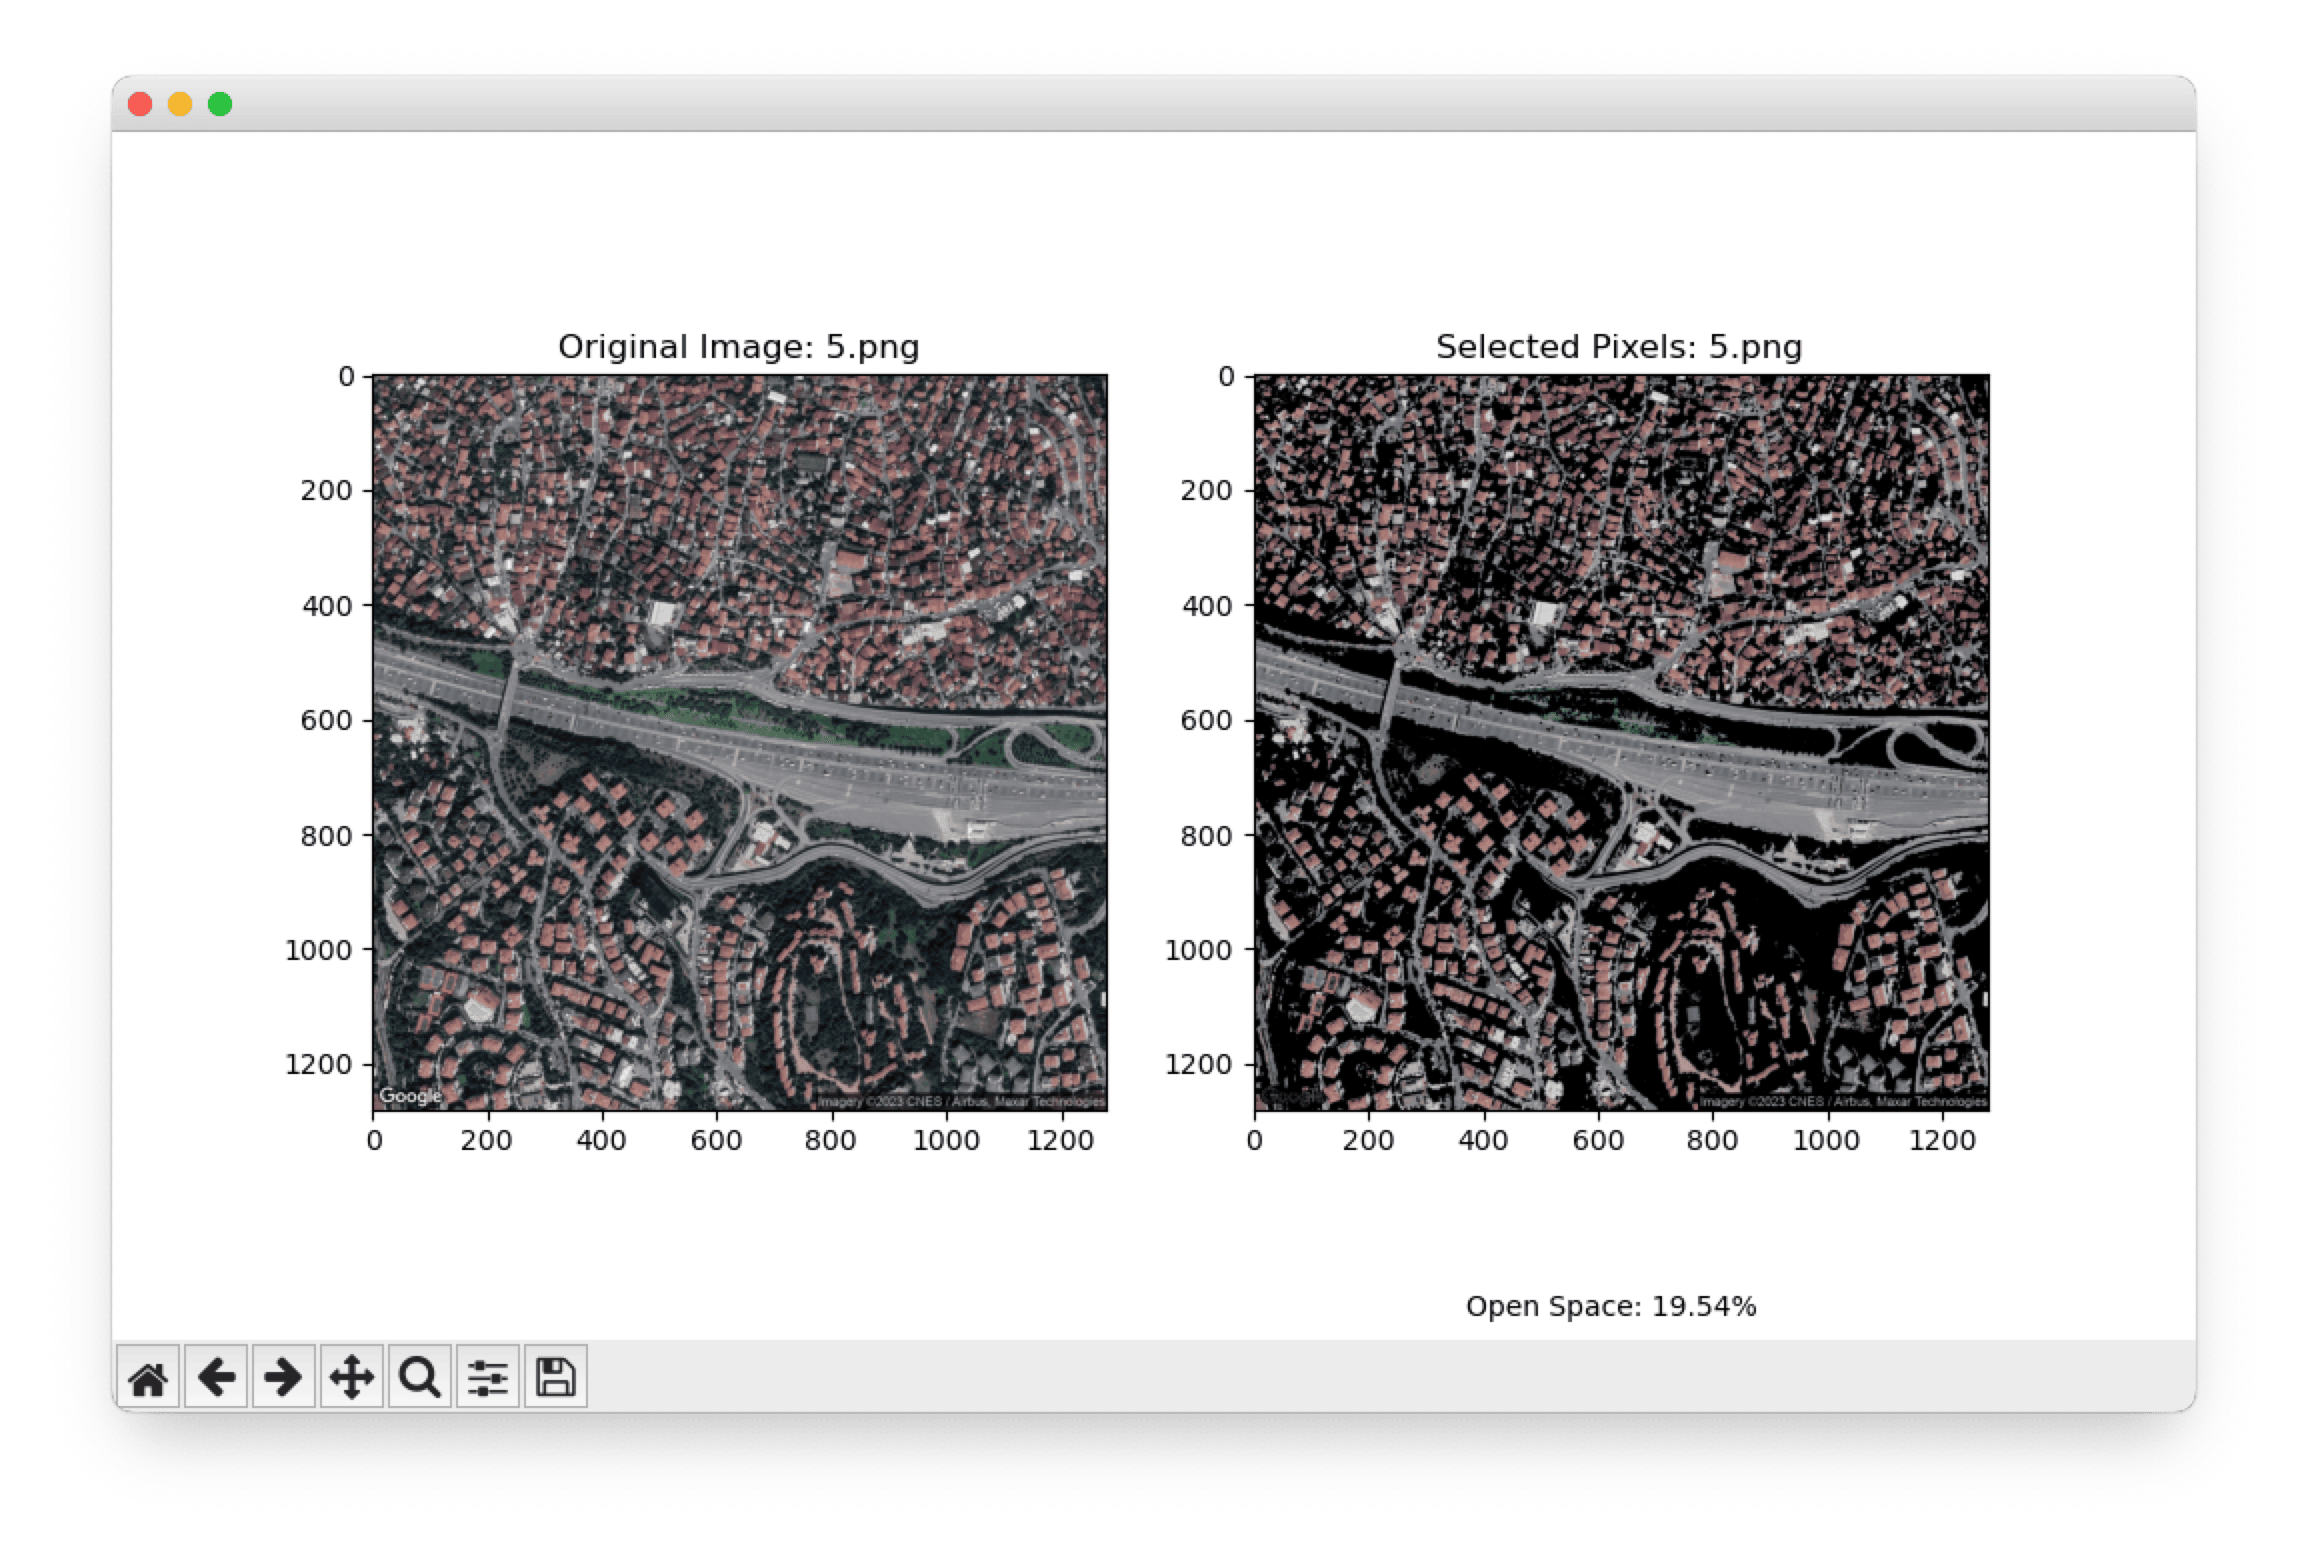 Original Image: 5.png
0
200
400
600
800
1000
1200
0 200 400 600 800 1000 1200
Google
Imagery ©2023 CNES / Airbus, Maxar Technologies
Selected Pixels: 5.png
0
200
400
600
800
1000
1200
0 200 400 600 800 1000 1200
Google
Imagery ©2023 CNES / Airbus, Maxar Technologies
Open Space: 19.54%